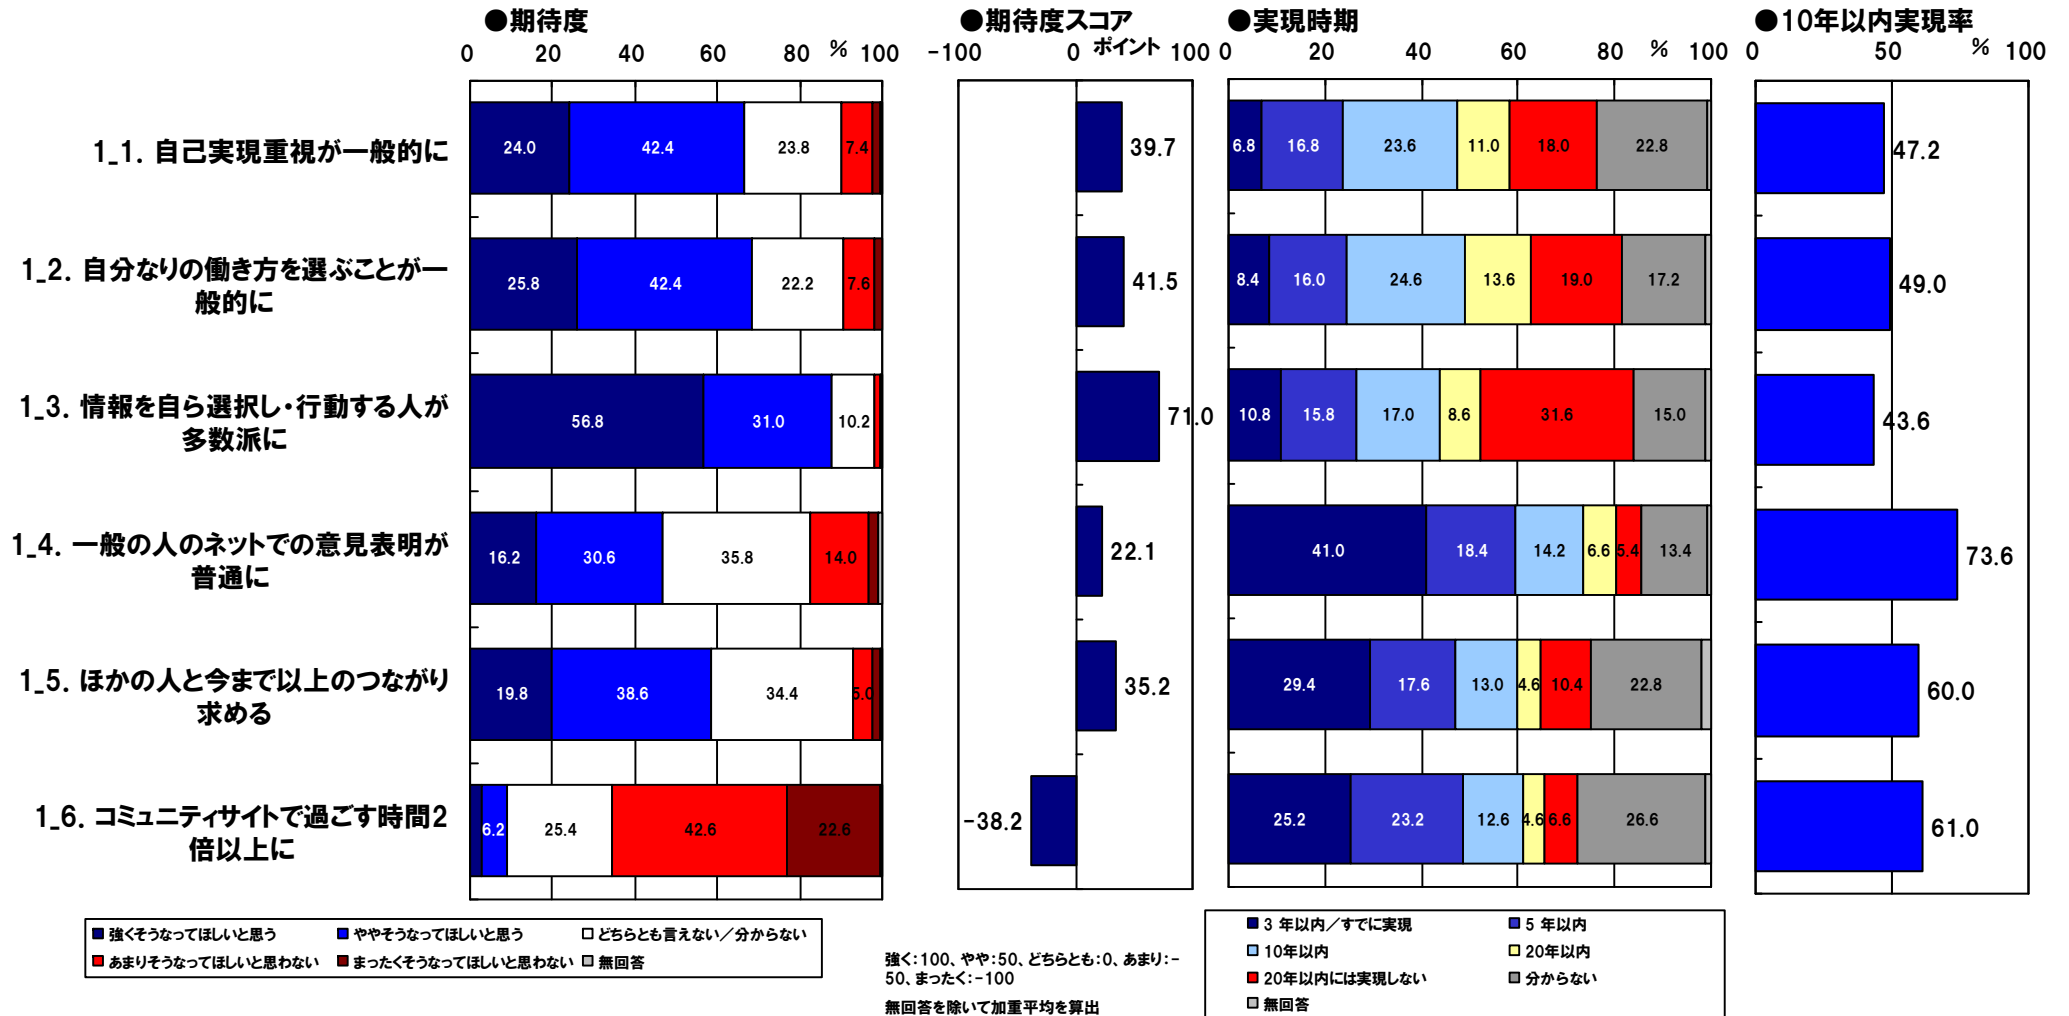 ●期待度
●期待度スコア
●実現時期
●10年以内実現率
0 20 40 60 80 % 100
-100 0 ポイント 100
0 20 40 60 80 % 100
0 50 % 100
1_1. 自己実現重視が一般的に
24.0 42.4 23.8 7.4
39.7
6.8 16.8 23.6 11.0 18.0 22.8
47.2
1_2. 自分なりの働き方を選ぶことが一
般的に
25.8 42.4 22.2 7.6
41.5
8.4 16.0 24.6 13.6 19.0 17.2
49.0
1_3. 情報を自ら選択し・行動する人が
多数派に
56.8 31.0 10.2
71.0
10.8 15.8 17.0 8.6 31.6 15.0
43.6
1_4. 一般の人のネットでの意見表明が
普通に
16.2 30.6 35.8 14.0
22.1
41.0 18.4 14.2 6.6 5.4 13.4
73.6
1_5. ほかの人と今まで以上のつながり
求める
19.8 38.6 34.4 5.0
35.2
29.4 17.6 13.0 4.6 10.4 22.8
60.0
1_6. コミュニティサイトで過ごす時間2
倍以上に
6.2 25.4 42.6 22.6
-38.2
25.2 23.2 12.6 4.6 6.6 26.6
61.0
強くそうなってほしいと思う ややそうなってほしいと思う どちらとも言えない／分からない
あまりそうなってほしいと思わない まったくそうなってほしいと思わない 無回答
強く:100、やや:50、どちらとも:0、あまり:-
50、まったく:-100
無回答を除いて加重平均を算出
3 年以内／すでに実現 5 年以内
10年以内 20年以内
20年以内には実現しない 分からない
無回答